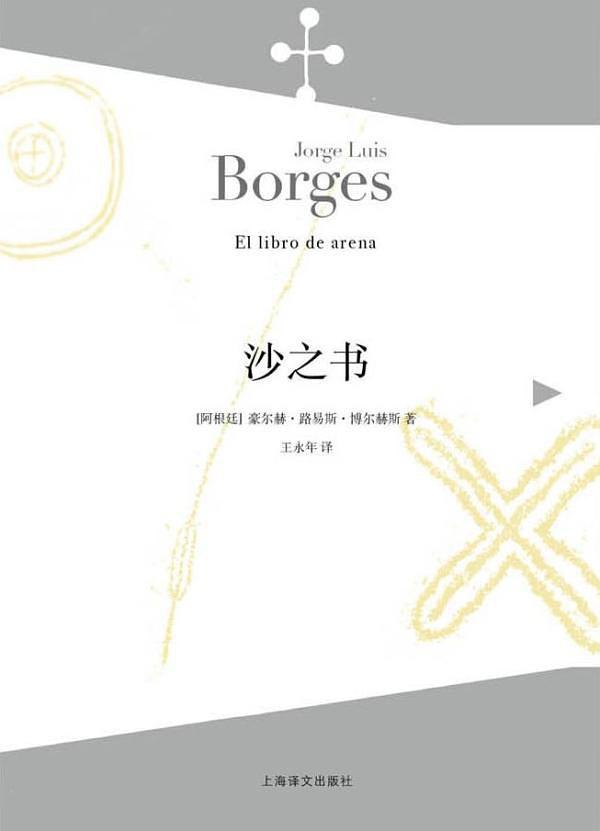 Jorge Luis
Borges
El libro de arena
沙之书
[阿根廷] 豪尔赫·路易斯·博尔赫斯 著
王永年 译
上海译文出版社